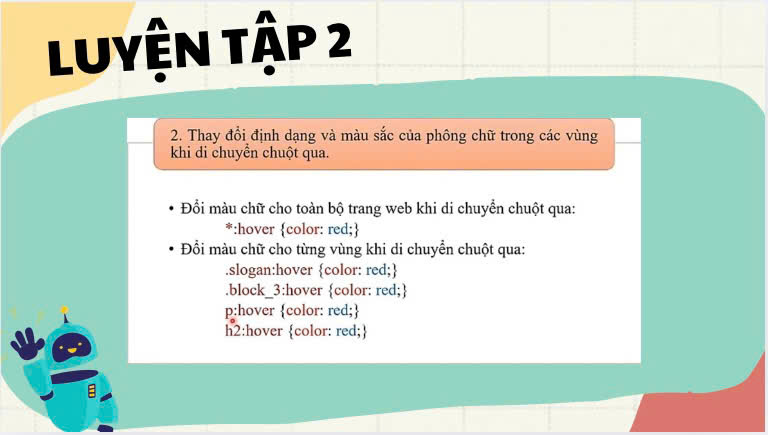 LUYỆN TẬP 2
2. Thay đổi định dạng và màu sắc của phông chữ trong các vùng
khi di chuyển chuột qua.
• Đổi màu chữ cho toàn bộ trang web khi di chuyển chuột qua:
*:hover {color: red;}
• Đổi màu chữ cho từng vùng khi di chuyển chuột qua:
.slogan:hover {color: red;}
.block_3:hover {color: red;}
p:hover {color: red;}
h2:hover {color: red;}